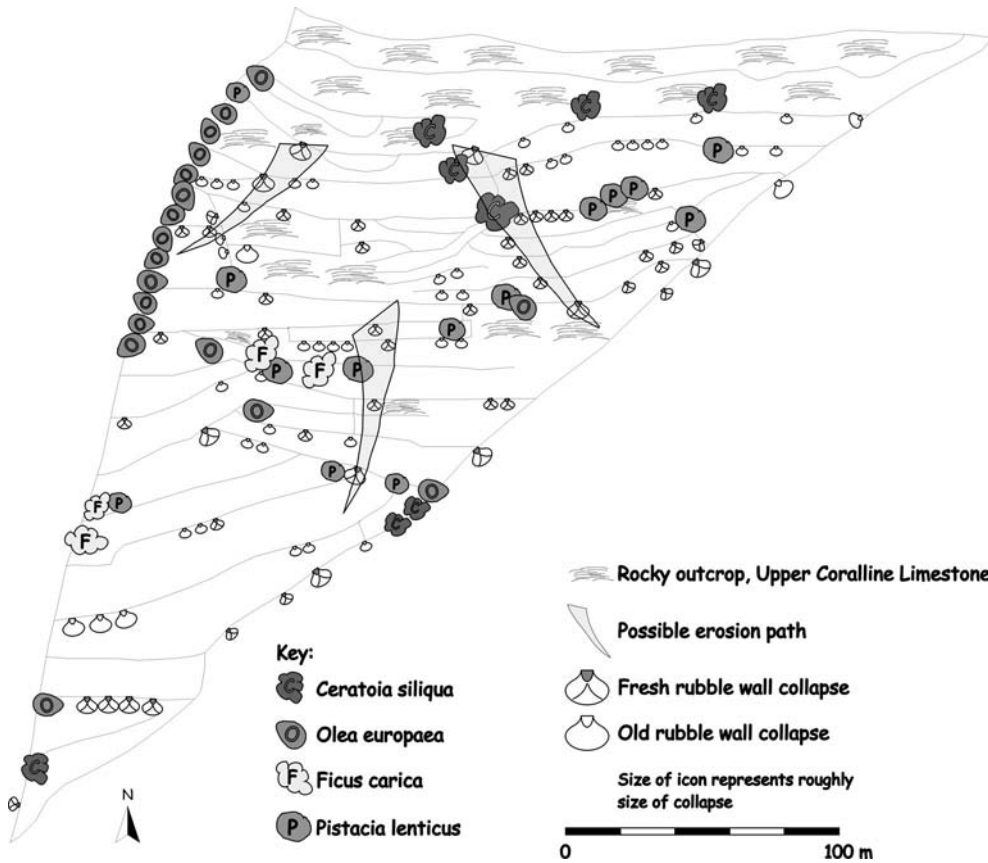 O
P
C
C
O
C
O
O
P
C
O
P
P
P
C
O
P
O
O
P
O
P
O
O
O
P
O
O
F
P
F
P
O
P
P
O
F
P
C
C
F
O
C
N
Key:
C Ceratoia siliqua
O Olea europaea
F Ficus carica
P Pistacia lenticus
Rocky outcrop, Upper Coralline Limestone
Possible erosion path
Fresh rubble wall collapse
Old rubble wall collapse
Size of icon represents roughly
size of collapse
0 100 m